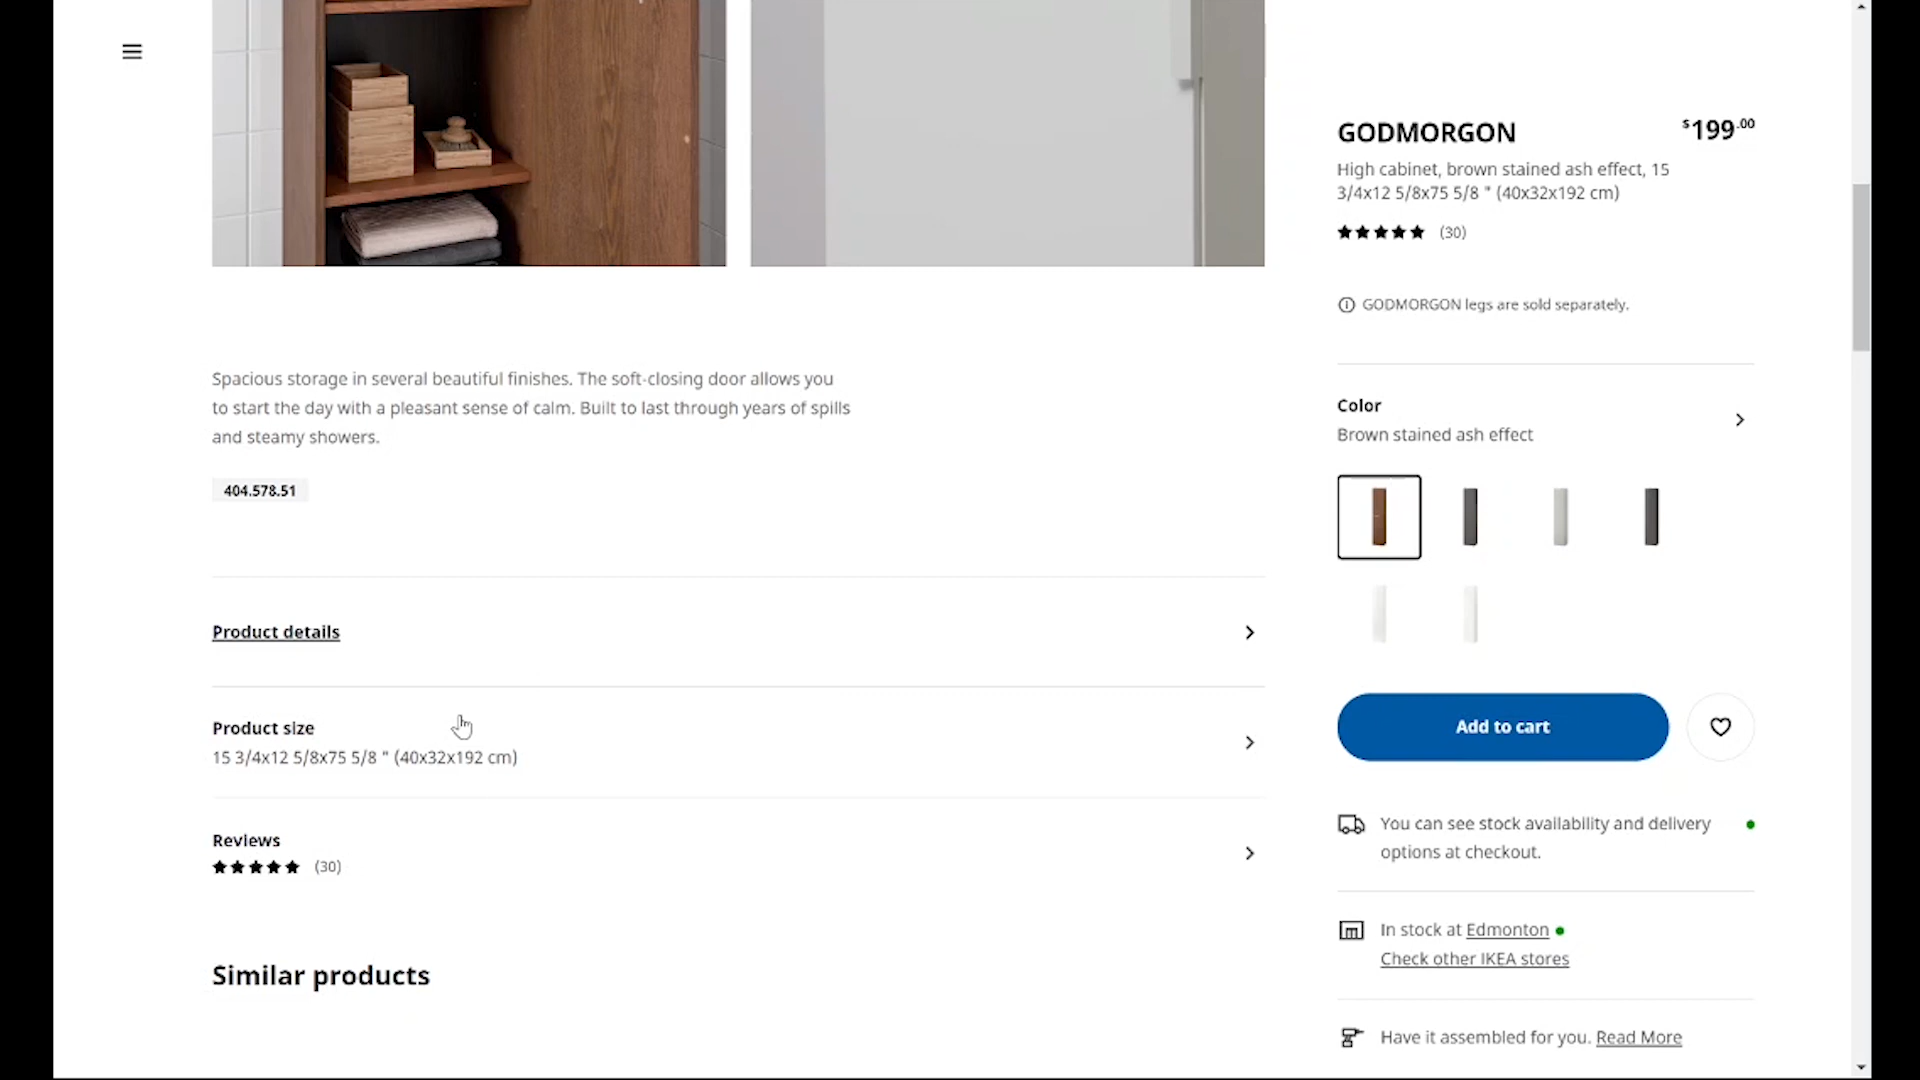 GODMORGON
$199.00
High cabinet, brown stained ash effect, 15
3/4x12 5/8x75 5/8 " (40x32x192 cm)
(30)
GODMORGON legs are sold separately.
Spacious storage in several beautiful finishes. The soft-closing door allows you
to start the day with a pleasant sense of calm. Built to last through years of spills
and steamy showers.
404.578.51
Product details
Product size
15 3/4x12 5/8x75 5/8 " (40x32x192 cm)
Reviews
(30)
Similar products
Color
Brown stained ash effect
Add to cart
You can see stock availability and delivery
options at checkout.
In stock at Edmonton
Check other IKEA stores
Have it assembled for you. Read More